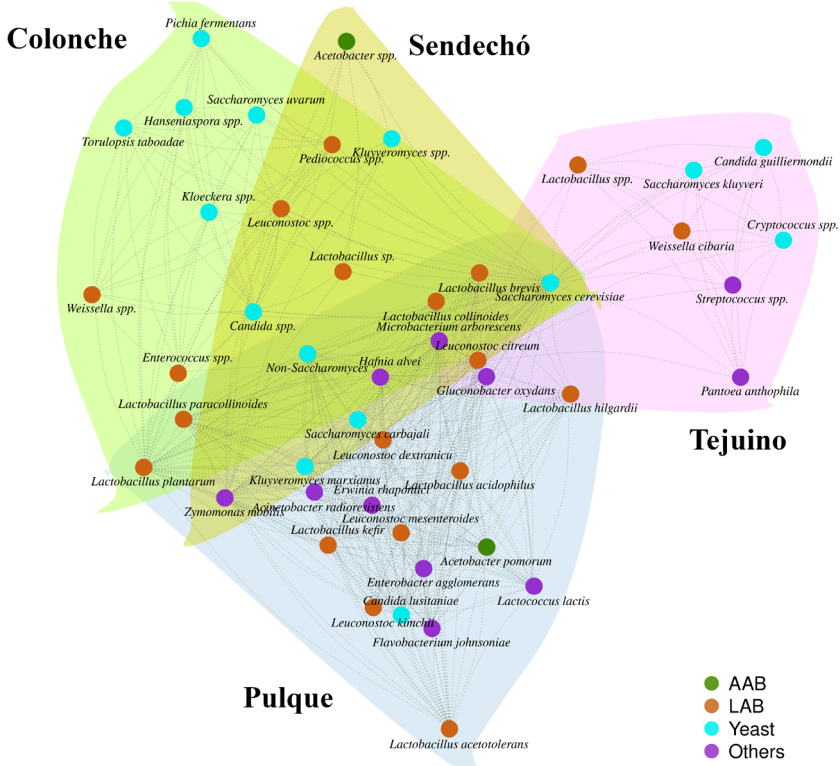 Pichia fermentans
Colonche
Sendechó
Acetobacter spp.
Saccharomyces uvarum
Hanseniaspora spp.
Torulopsis taboadae
Kluyveromyces spp.
Pediococcus spp.
Candida guilliermondii
Lactobacillus spp.
Saccharomyces kluyveri
Kloeckera spp.
Leuconostoc spp.
Cryptococcus spp.
Weissella cibaria
Lactobacillus sp.
Lactobacillus brevis
Saccharomyces cerevisiae
Streptococcus spp.
Weissella spp.
Lactobacillus collinoides
Candida spp.
Microbacterium arborescens
Leuconostoc citreum
Enterococcus spp.
Hafnia alvei
Non-Saccharomyces
Gluconobacter oxydans
Pantoea anthophila
Lactobacillus paracollinoides
Lactobacillus hilgardii
Saccharomyces carbajali
Tejuino
Leuconostoc dextranicu
Lactobacillus plantarum
Kluyveromyces marxianus
Lactobacillus acidophilus
Erwinia rhapontici
Zymomonas mobilis
Acinetobacter radioresistens
Leuconostoc mesenteroides
Lactobacillus kefir
Acetobacter pomorum
Enterobacter agglomerans
Candida lusitaniae
Lactococcus lactis
Leuconostoc kimchii
Flavobacterium johnsoniae
Pulque
Lactobacillus acetotolerans
AAB
LAB
Yeast
Others